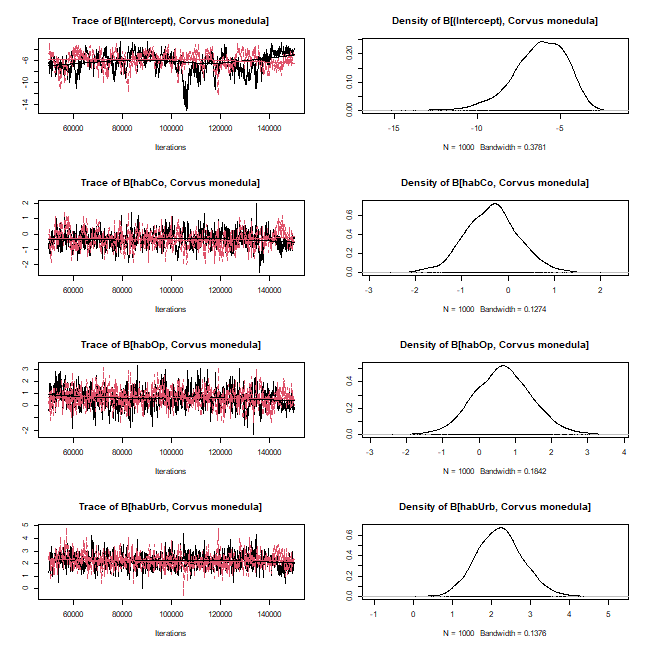 Trace of B[(Intercept), Corvus monedula]
-6
-10
-14
60000 80000 100000 120000 140000
Iterations
Density of B[(Intercept), Corvus monedula]
0.20
0.10
0.00
-15 -10 -5
N = 1000 Bandwidth = 0.3781
Trace of B[habCo, Corvus monedula]
2
1
0
-1
-2
60000 80000 100000 120000 140000
Iterations
Density of B[habCo, Corvus monedula]
0.6
0.4
0.2
0.0
-3 -2 -1 0 1 2
N = 1000 Bandwidth = 0.1274
Trace of B[habOp, Corvus monedula]
3
2
1
0
-2
60000 80000 100000 120000 140000
Iterations
Density of B[habOp, Corvus monedula]
0.4
0.2
0.0
-3 -2 -1 0 1 2 3 4
N = 1000 Bandwidth = 0.1842
Trace of B[habUrb, Corvus monedula]
5
4
3
2
1
0
60000 80000 100000 120000 140000
Iterations
Density of B[habUrb, Corvus monedula]
0.6
0.4
0.2
0.0
-1 0 1 2 3 4 5
N = 1000 Bandwidth = 0.1376